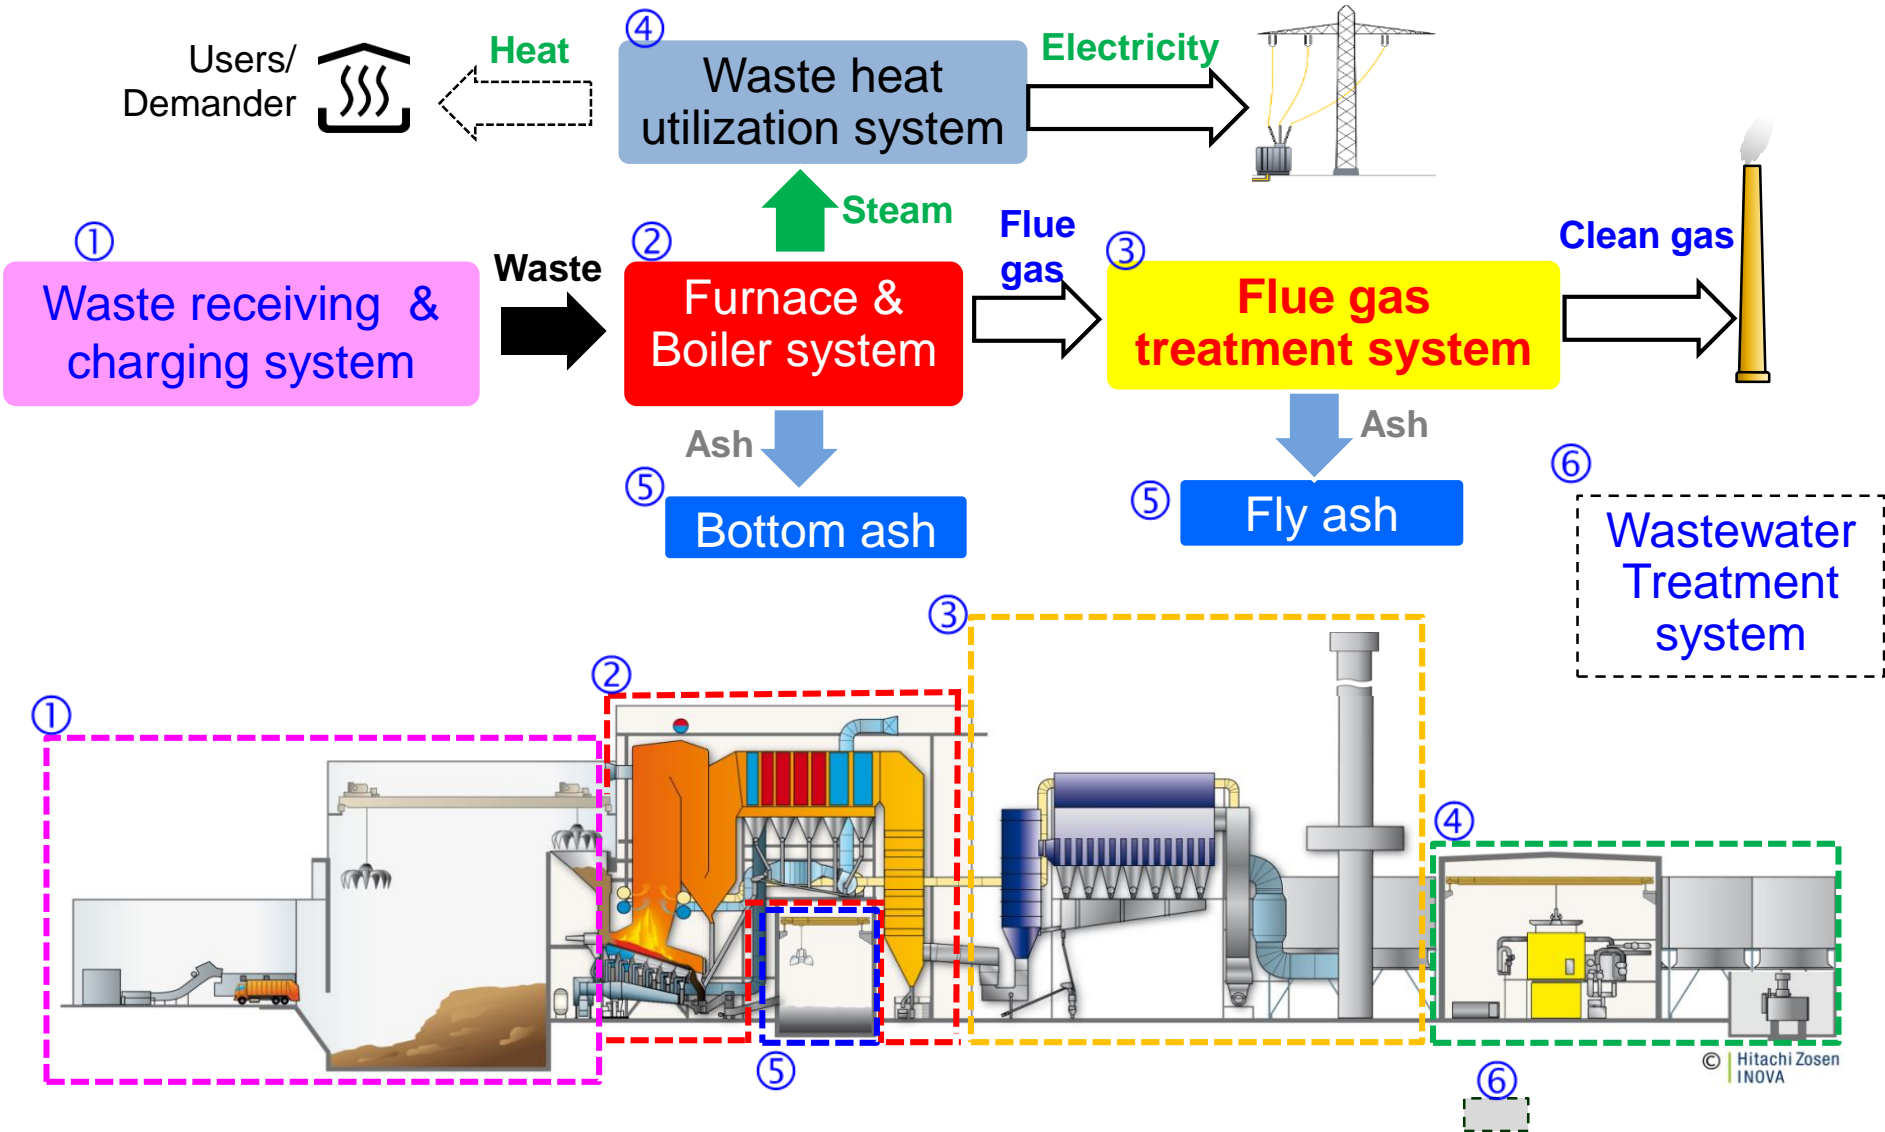 ④
Users/
Demander
Heat
Waste heat
utilization system
Electricity
Steam
①
Waste receiving & 
charging system
Waste
②
Furnace &
Boiler system
Flue
gas
③
Flue gas
treatment system
Clean gas
Ash
⑤
Bottom ash
Ash
⑤
Fly ash
⑥
Wastewater
Treatment
system
①
②
③
④
⑤
⑥
© Hitachi Zosen
INOVA